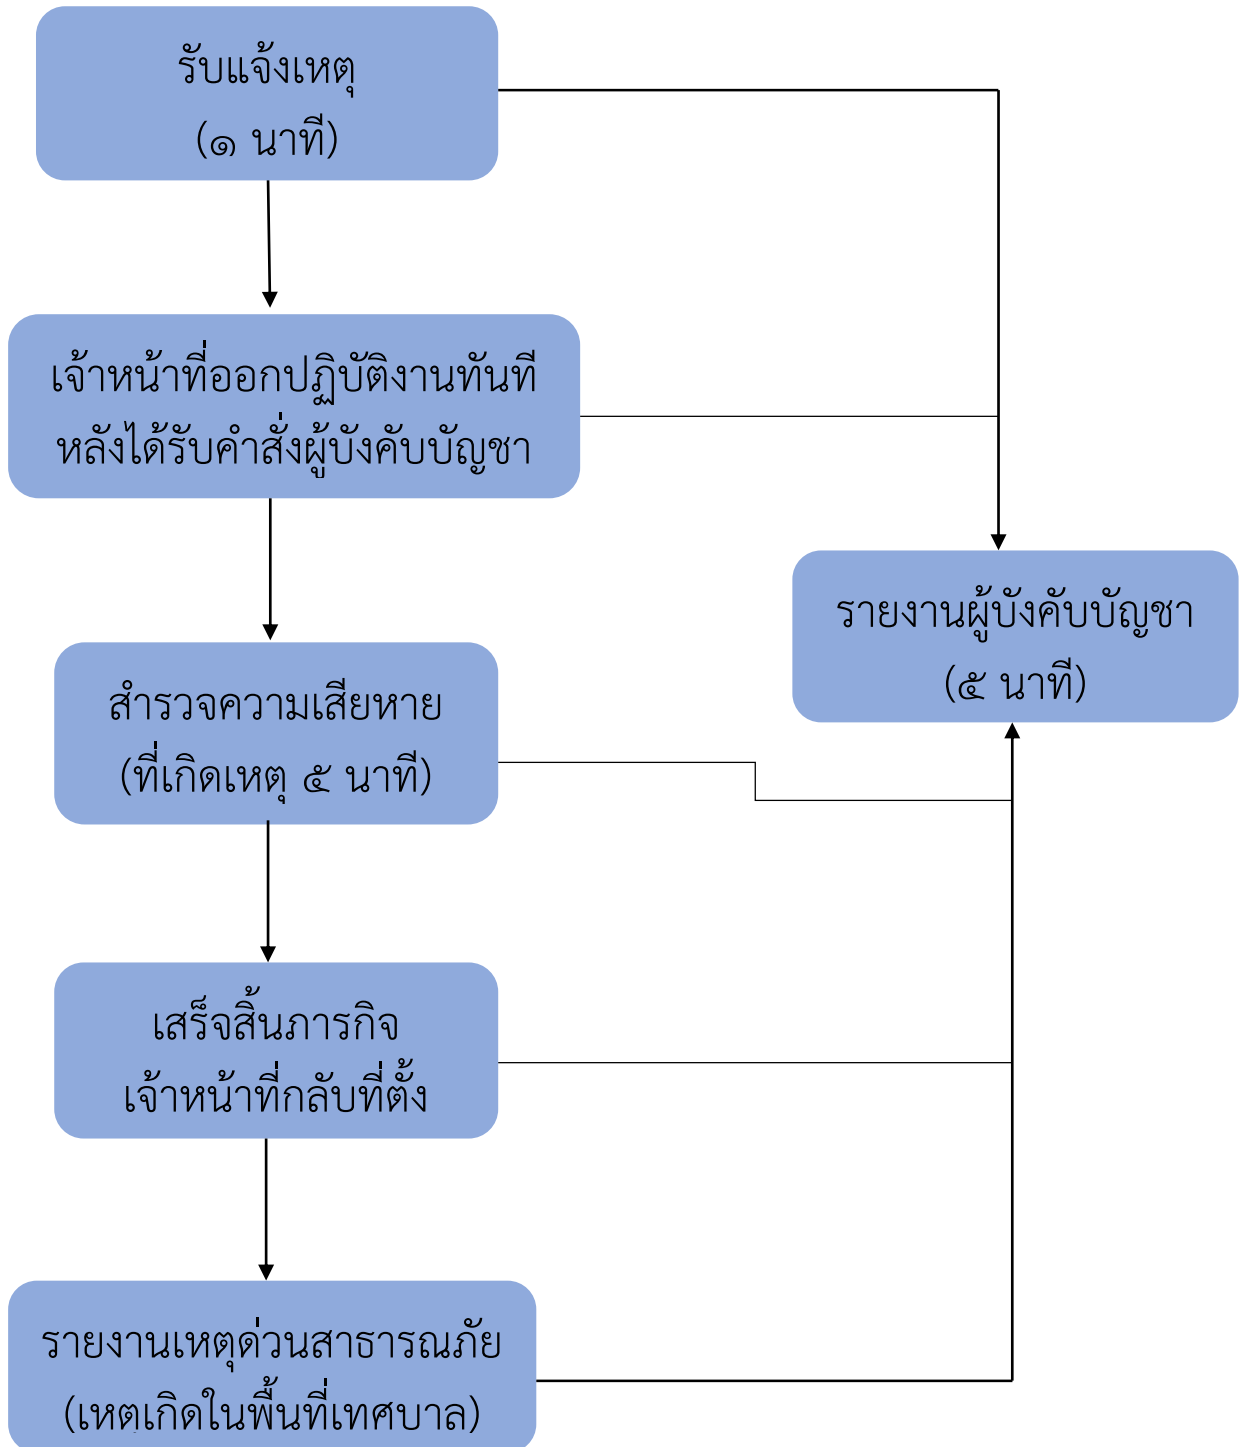 รับแจ้งเหตุ
(๑ นาที)
เจ้าหน้าที่ออกปฏิบัติงานทันที
หลังได้รับคำสั่งผู้บังคับบัญชา
รายงานผู้บังคับบัญชา
(๕ นาที)
สำรวจความเสียหาย
(ที่เกิดเหตุ ๕ นาที)
เสร็จสิ้นภารกิจ
เจ้าหน้าที่กลับที่ตั้ง
รายงานเหตุด่วนสาธารณภัย
(เหตุเกิดในพื้นที่เทศบาล)